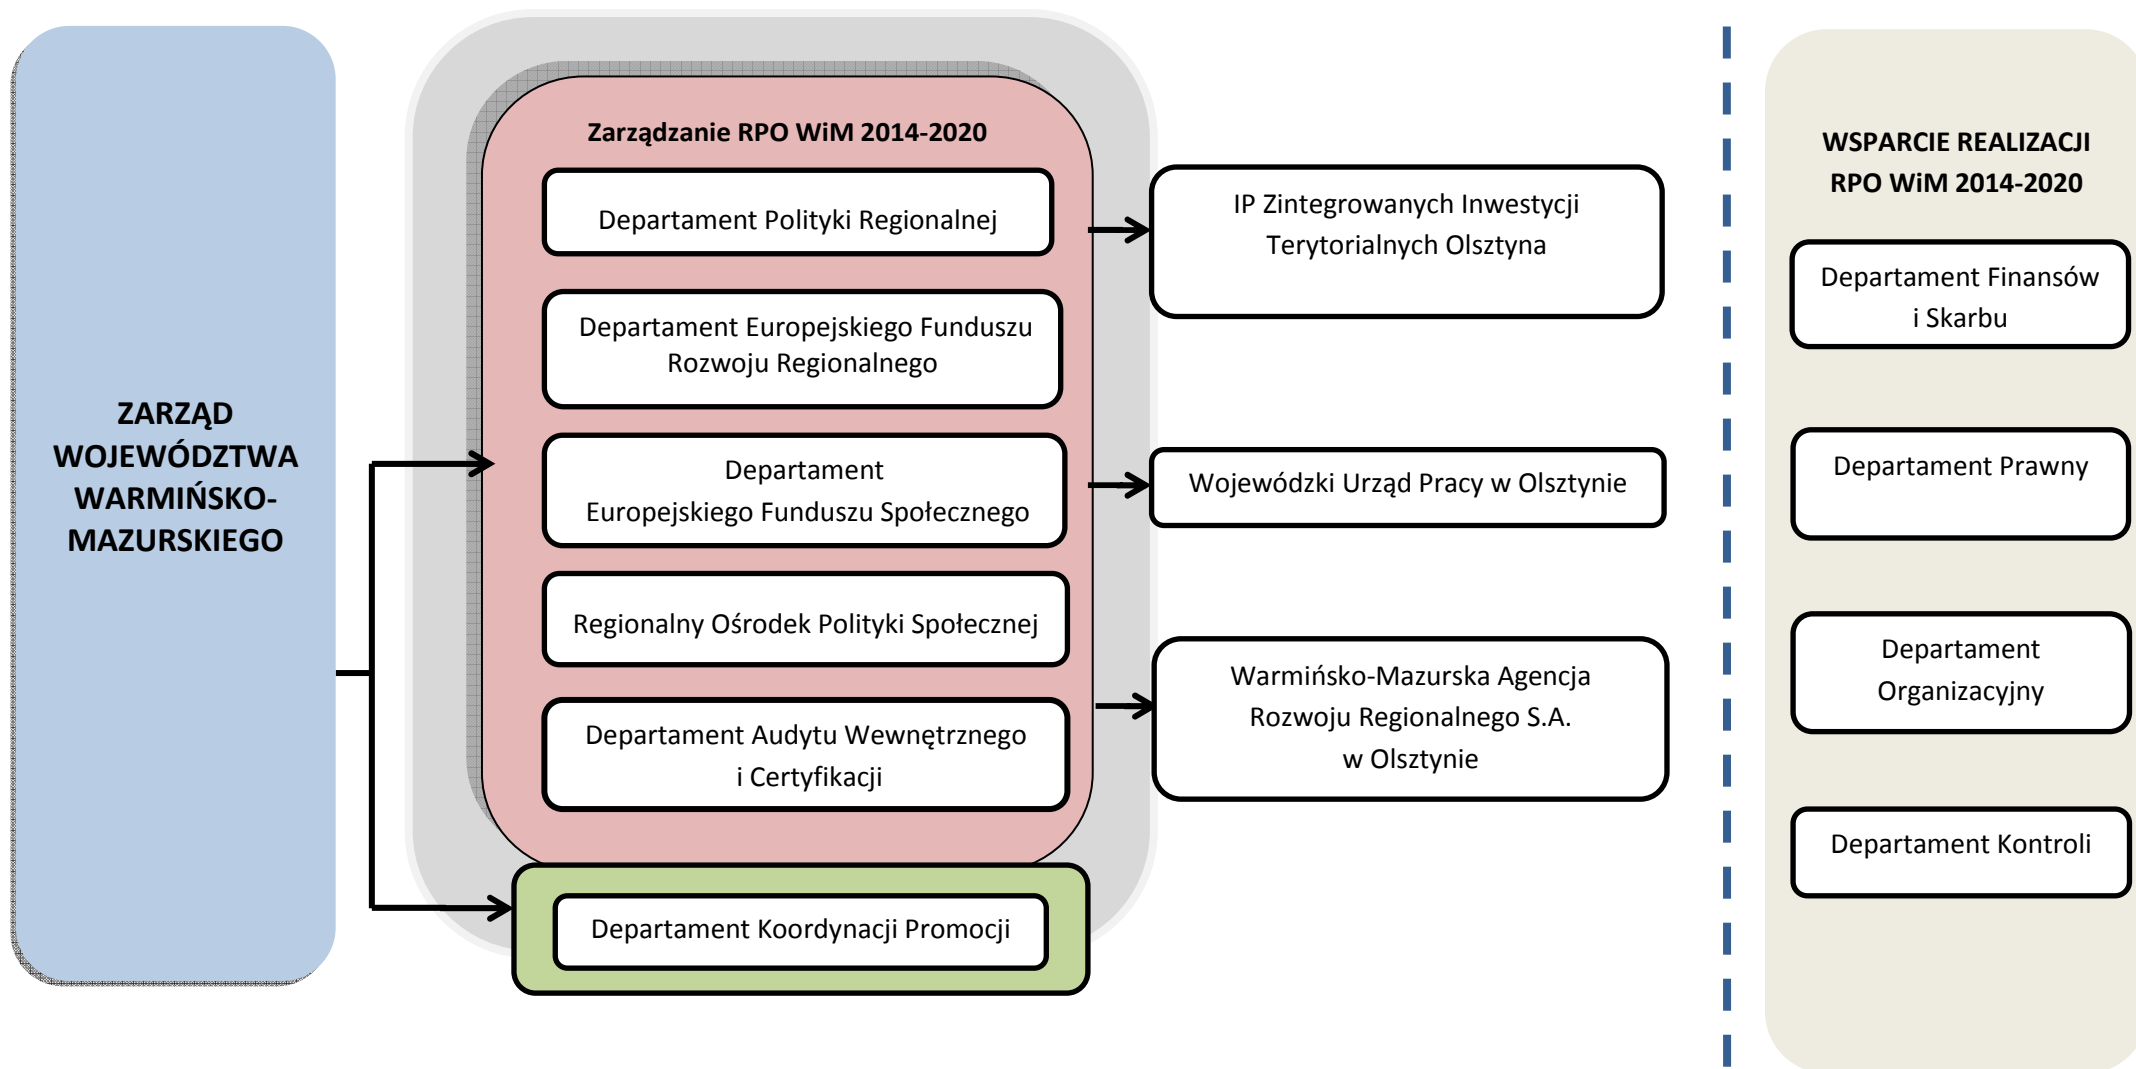 ZARZĄD
WOJEWÓDZTWA
WARMIŃSKO-
MAZURSKIEGO
Zarządzanie RPO WiM 2014-2020
Departament Polityki Regionalnej
Departament Europejskiego Funduszu
Rozwoju Regionalnego
Departament
Europejskiego Funduszu Społecznego
Regionalny Ośrodek Polityki Społecznej
Departament Audytu Wewnętrznego
i Certyfikacji
Departament Koordynacji Promocji
IP Zintegrowanych Inwestycji
Terytorialnych Olsztyna
Wojewódzki Urząd Pracy w Olsztynie
Warmińsko-Mazurska Agencja
Rozwoju Regionalnego S.A.
w Olsztynie
WSPARCIE REALIZACJI
RPO WiM 2014-2020
Departament Finansów
i Skarbu
Departament Prawny
Departament
Organizacyjny
Departament Kontroli